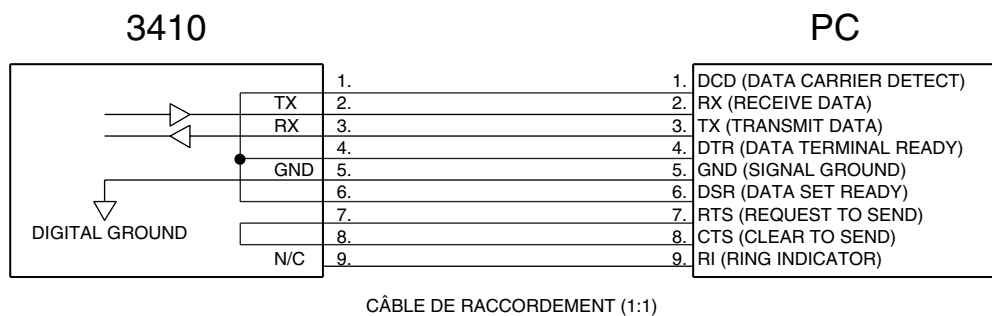 3410 PC
1. 1. DCD (DATA CARRIER DETECT)
TX 2. 2. RX (RECEIVE DATA)
RX 3. 3. TX (TRANSMIT DATA)
4. 4. DTR (DATA TERMINAL READY)
GND 5. 5. GND (SIGNAL GROUND)
6. 6. DSR (DATA SET READY)
7. 7. RTS (REQUEST TO SEND)
DIGITAL GROUND 8. 8. CTS (CLEAR TO SEND)
N/C 9. 9. RI (RING INDICATOR)
CÂBLE DE RACCORDEMENT (1:1)